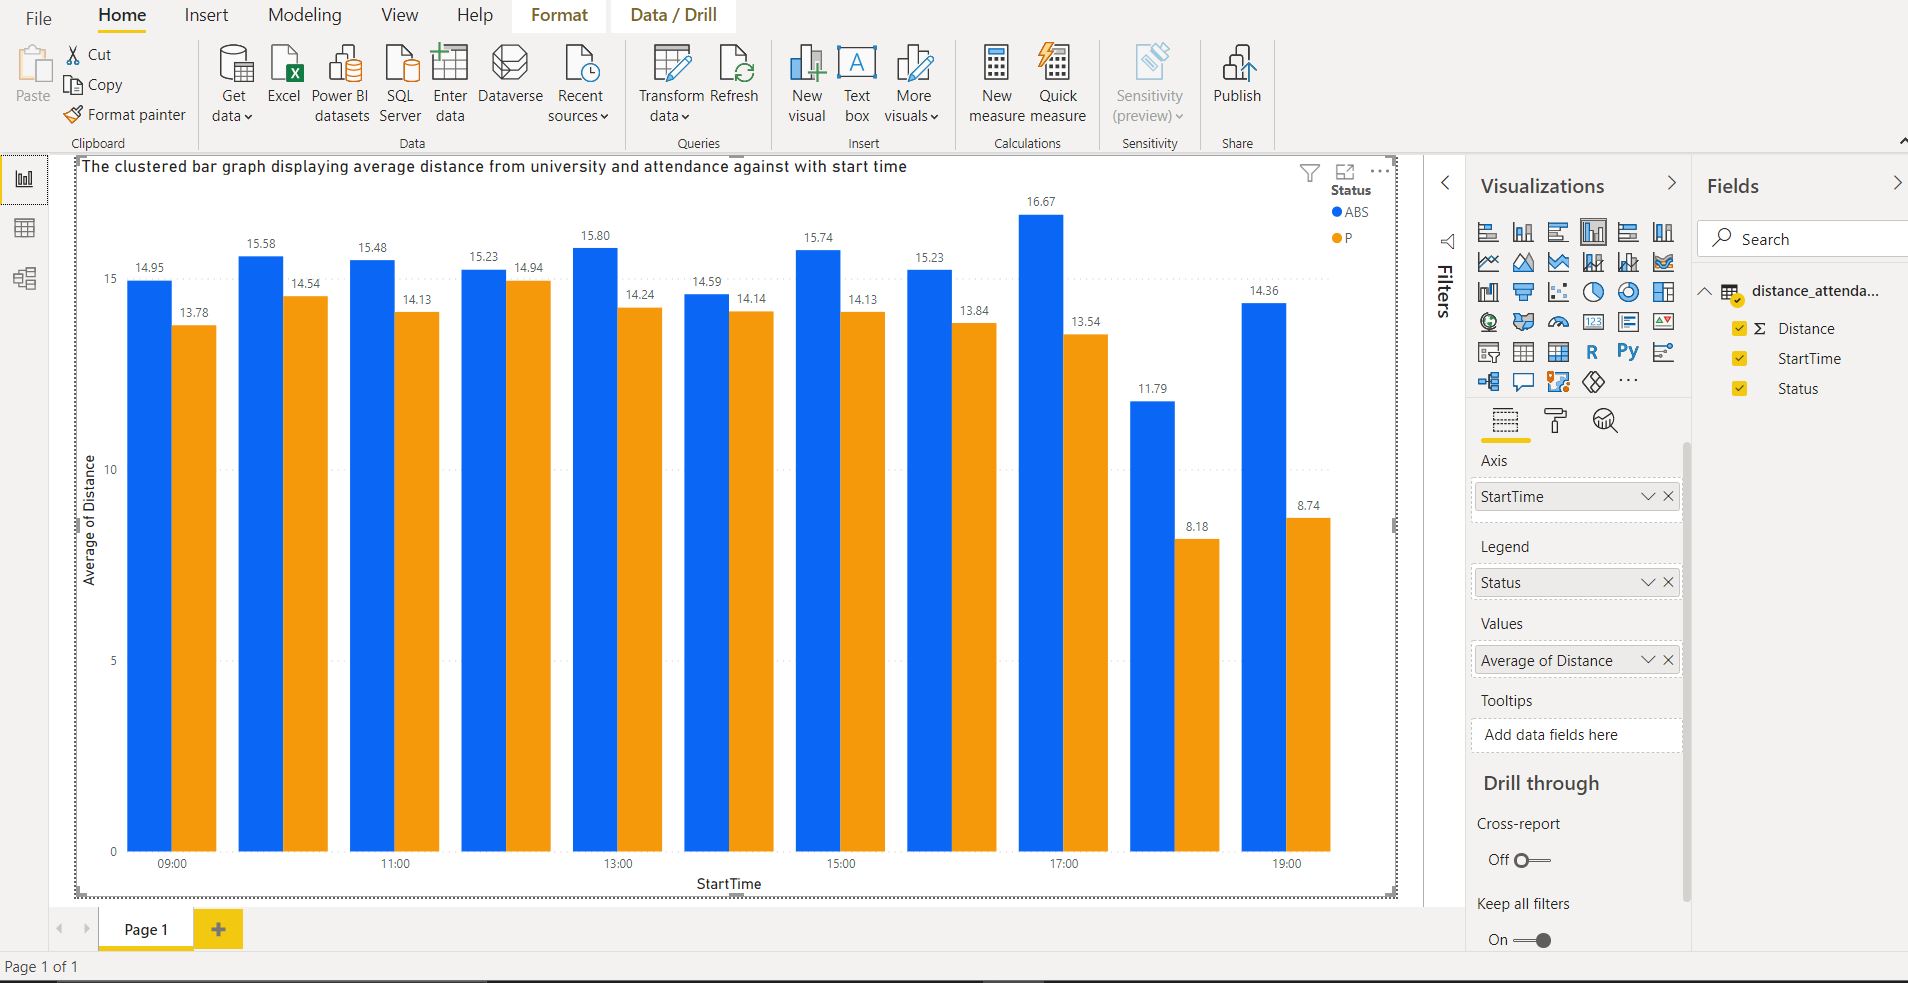 File
Home
Insert
Modeling
View
Help
Format
Data / Drill
Paste
Cut
Copy
Format painter
Clipboard
Get data
Excel
Power BI datasets
SQL Server
Enter data
Dataverse
Recent sources
Data
Transform data
Refresh
Queries
New visual
A
Text box
More visuals
Insert
New measure
Quick measure
Calculations
Sensitivity (preview)
Sensitivity
Publish
Share
The clustered bar graph displaying average distance from university and attendance against with start time
Status
ABS
P
Average of Distance
15
10
5
0
14.95
13.78
15.58
14.54
15.48
14.13
15.23
14.94
15.80
14.24
14.59
14.14
15.74
14.13
15.23
13.84
16.67
13.54
11.79
8.18
14.36
8.74
09:00
11:00
13:00
15:00
17:00
19:00
StartTime
Filters
Visualizations
123
R
Py
Axis
StartTime
Legend
Status
Values
Average of Distance
Tooltips
Add data fields here
Drill through
Cross-report
Off
Keep all filters
On
Fields
Search
distance_attenda...
Σ Distance
StartTime
Status
Page 1
Page 1 of 1